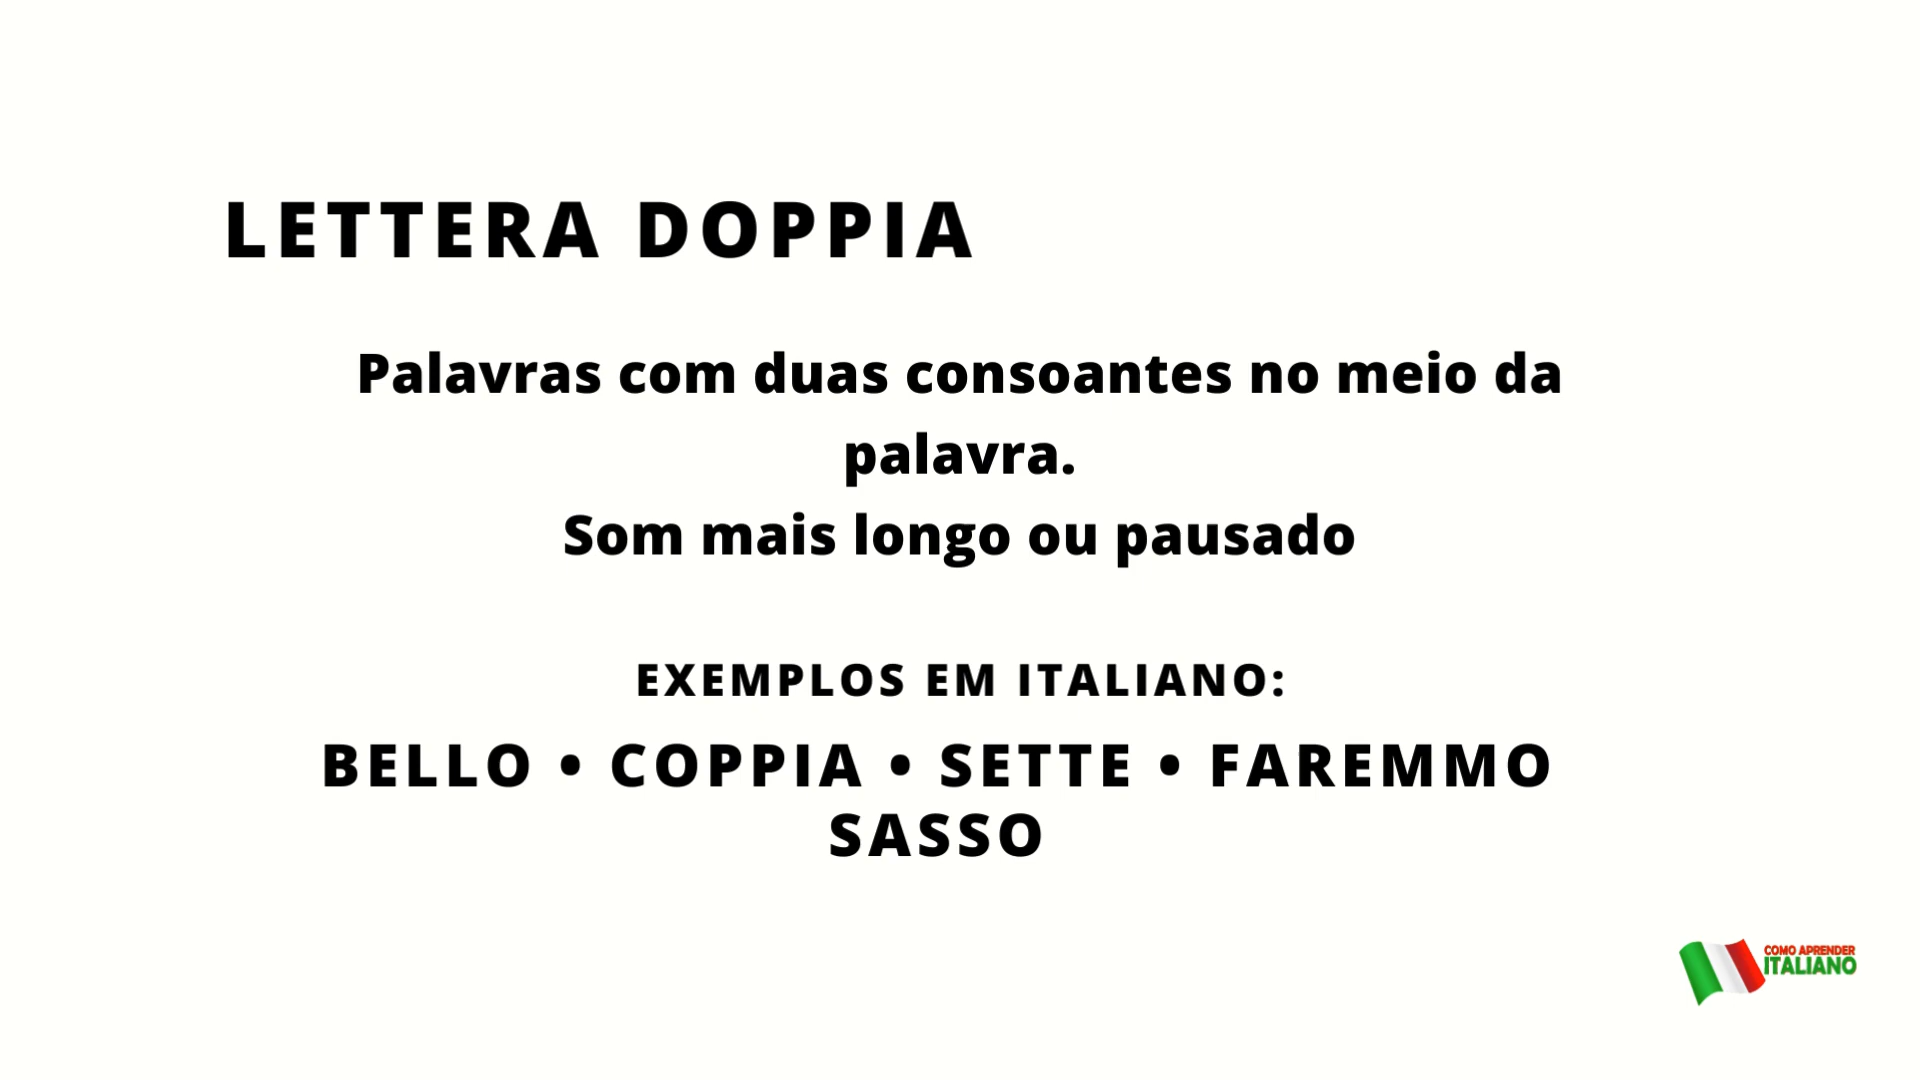 LETTERA DOPPIA
Palavras com duas consoantes no meio da
palavra.
Som mais longo ou pausado
EXEMPLOS EM ITALIANO:
BELLO • COPPIA • SETTE • FAREMMO
SASSO
COMO APRENDER
ITALIANO